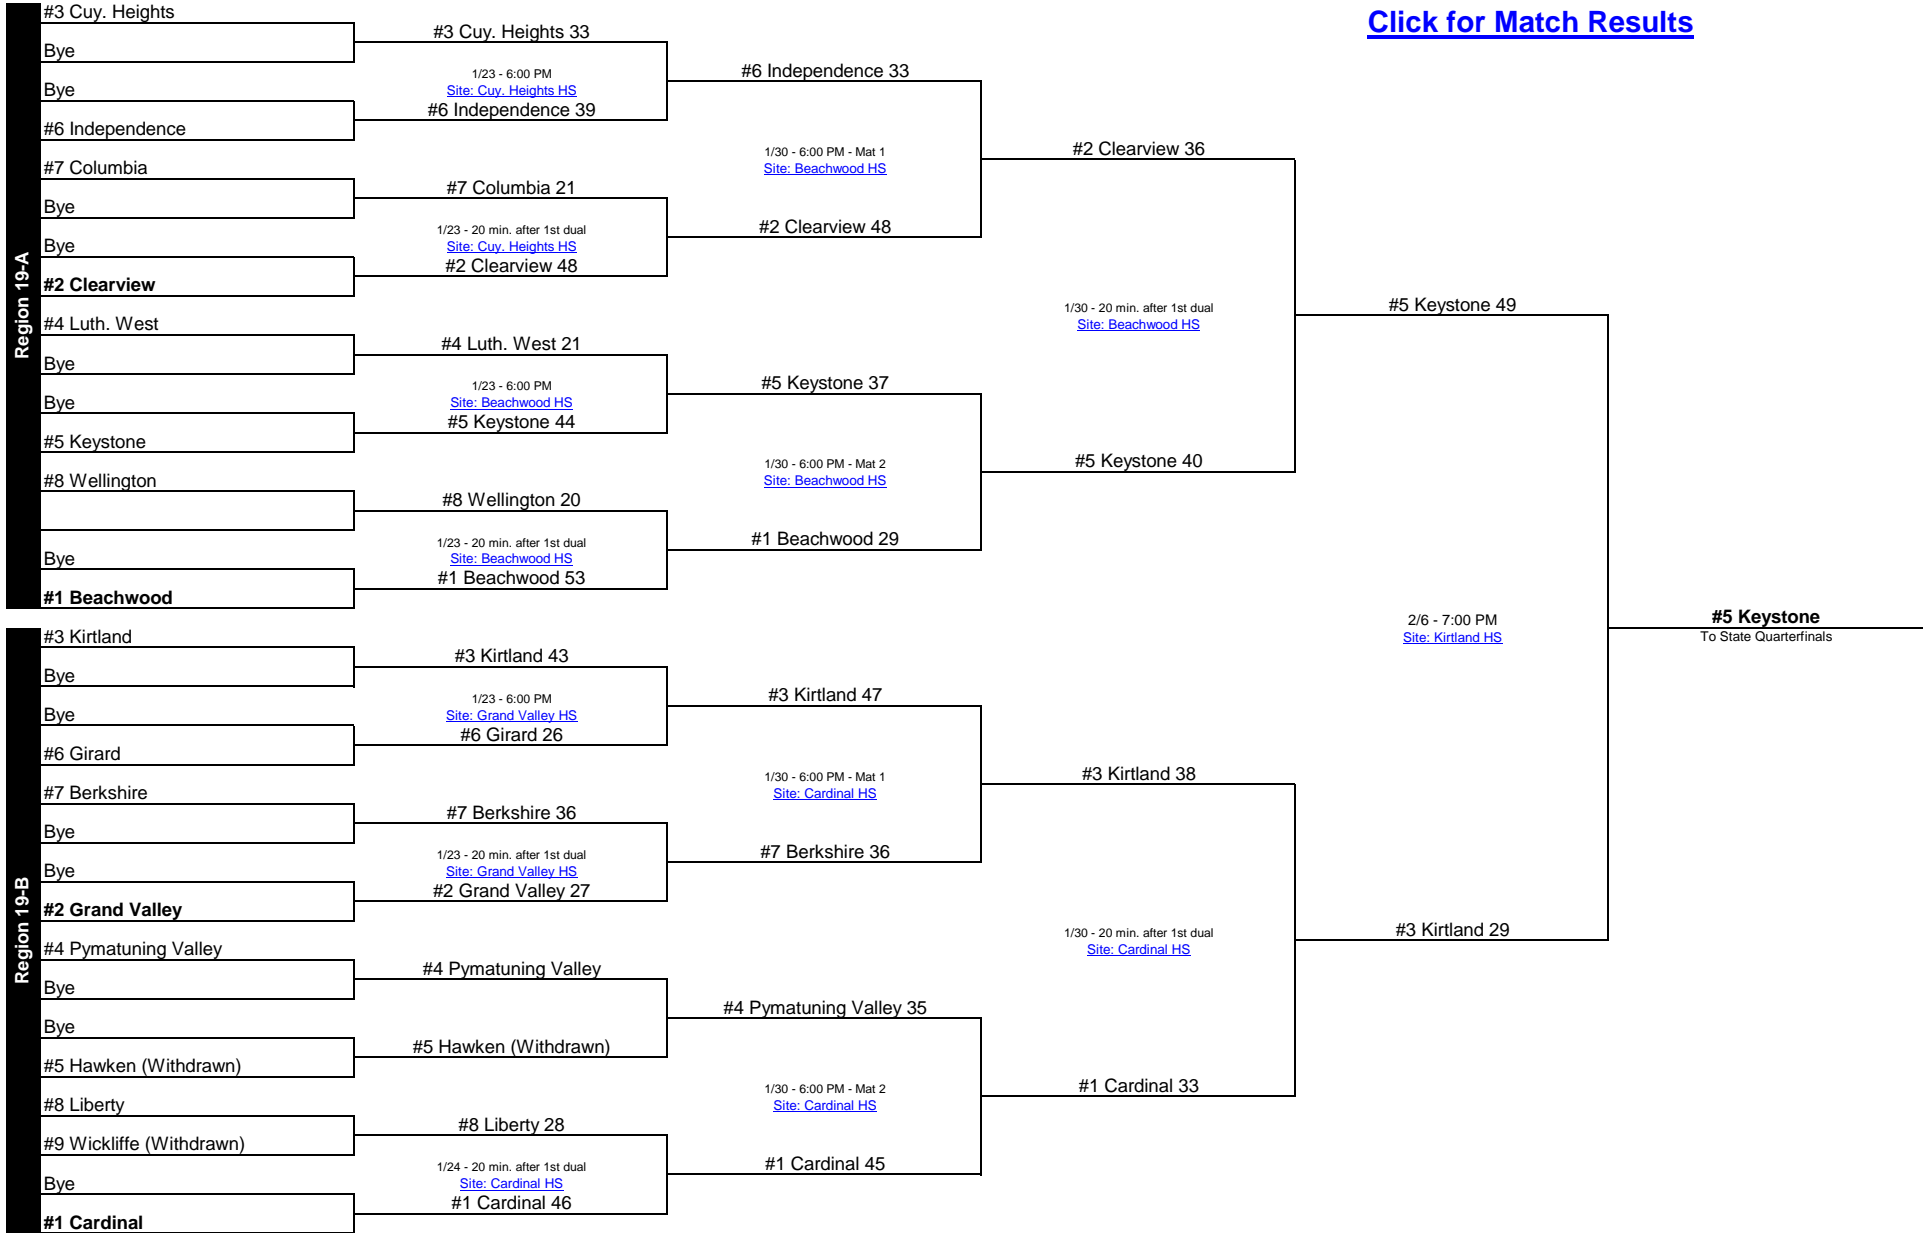 Click for Match Results
Region 19-A
#3 Cuy. Heights
Bye
Bye
#6 Independence
#7 Columbia
Bye
Bye
#2 Clearview
#4 Luth. West
Bye
Bye
#5 Keystone
#8 Wellington
Bye
#1 Beachwood
#3 Cuy. Heights 33
1/23 - 6:00 PM
Site: Cuy. Heights HS
#6 Independence 39
#7 Columbia 21
1/23 - 20 min. after 1st dual
Site: Cuy. Heights HS
#2 Clearview 48
#4 Luth. West 21
1/23 - 6:00 PM
Site: Beachwood HS
#5 Keystone 44
#8 Wellington 20
1/23 - 20 min. after 1st dual
Site: Beachwood HS
#1 Beachwood 53
#6 Independence 33
1/30 - 6:00 PM - Mat 1
Site: Beachwood HS
#2 Clearview 48
#5 Keystone 37
1/30 - 6:00 PM - Mat 2
Site: Beachwood HS
#1 Beachwood 29
#2 Clearview 36
1/30 - 20 min. after 1st dual
Site: Beachwood HS
#5 Keystone 40
#5 Keystone 49
Region 19-B
#3 Kirtland
Bye
Bye
#6 Girard
#7 Berkshire
Bye
Bye
#2 Grand Valley
#4 Pymatuning Valley
Bye
Bye
#5 Hawken (Withdrawn)
#8 Liberty
#9 Wickliffe (Withdrawn)
Bye
#1 Cardinal
#3 Kirtland 43
1/23 - 6:00 PM
Site: Grand Valley HS
#6 Girard 26
#7 Berkshire 36
1/23 - 20 min. after 1st dual
Site: Grand Valley HS
#2 Grand Valley 27
#4 Pymatuning Valley
#5 Hawken (Withdrawn)
#8 Liberty 28
1/24 - 20 min. after 1st dual
Site: Cardinal HS
#1 Cardinal 46
#3 Kirtland 47
1/30 - 6:00 PM - Mat 1
Site: Cardinal HS
#7 Berkshire 36
#4 Pymatuning Valley 35
1/30 - 6:00 PM - Mat 2
Site: Cardinal HS
#1 Cardinal 45
#3 Kirtland 38
1/30 - 20 min. after 1st dual
Site: Cardinal HS
#1 Cardinal 33
#3 Kirtland 29
2/6 - 7:00 PM
Site: Kirtland HS
#5 Keystone
To State Quarterfinals